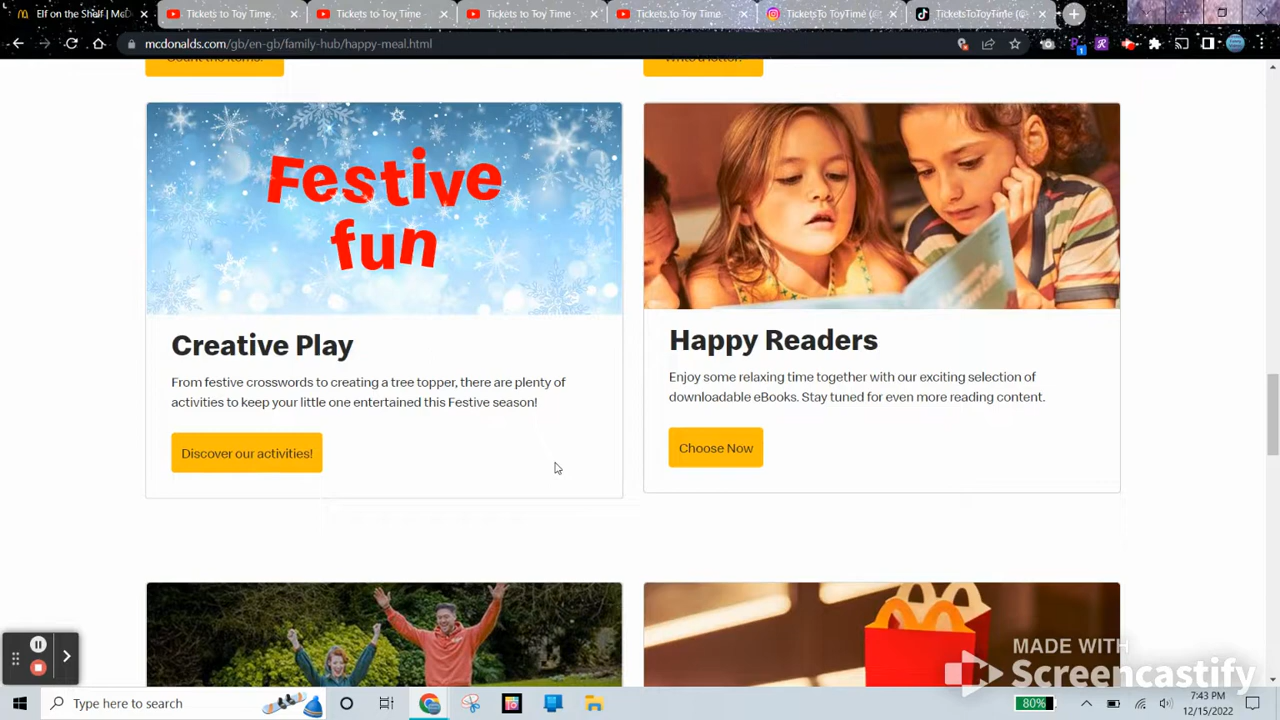 Elf on the Shelf | McD
Tickets to Toy Time.
Tickets to Toy Time
Tickets to Toy Time
Tickets to Toy Time
TicketsTo ToyTime (
TicketsToToyTime (
mcdonalds.com/gb/en-gb/family-hub/happy-meal.html
Count the items!
Write a letter!
Festive
fun
Creative Play
From festive crosswords to creating a tree topper, there are plenty of
activities to keep your little one entertained this Festive season!
Discover our activities!
Happy Readers
Enjoy some relaxing time together with our exciting selection of
downloadable eBooks. Stay tuned for even more reading content.
Choose Now
MADE WITH
Screencastify
Type here to search
80%
7:43 PM
12/15/2022